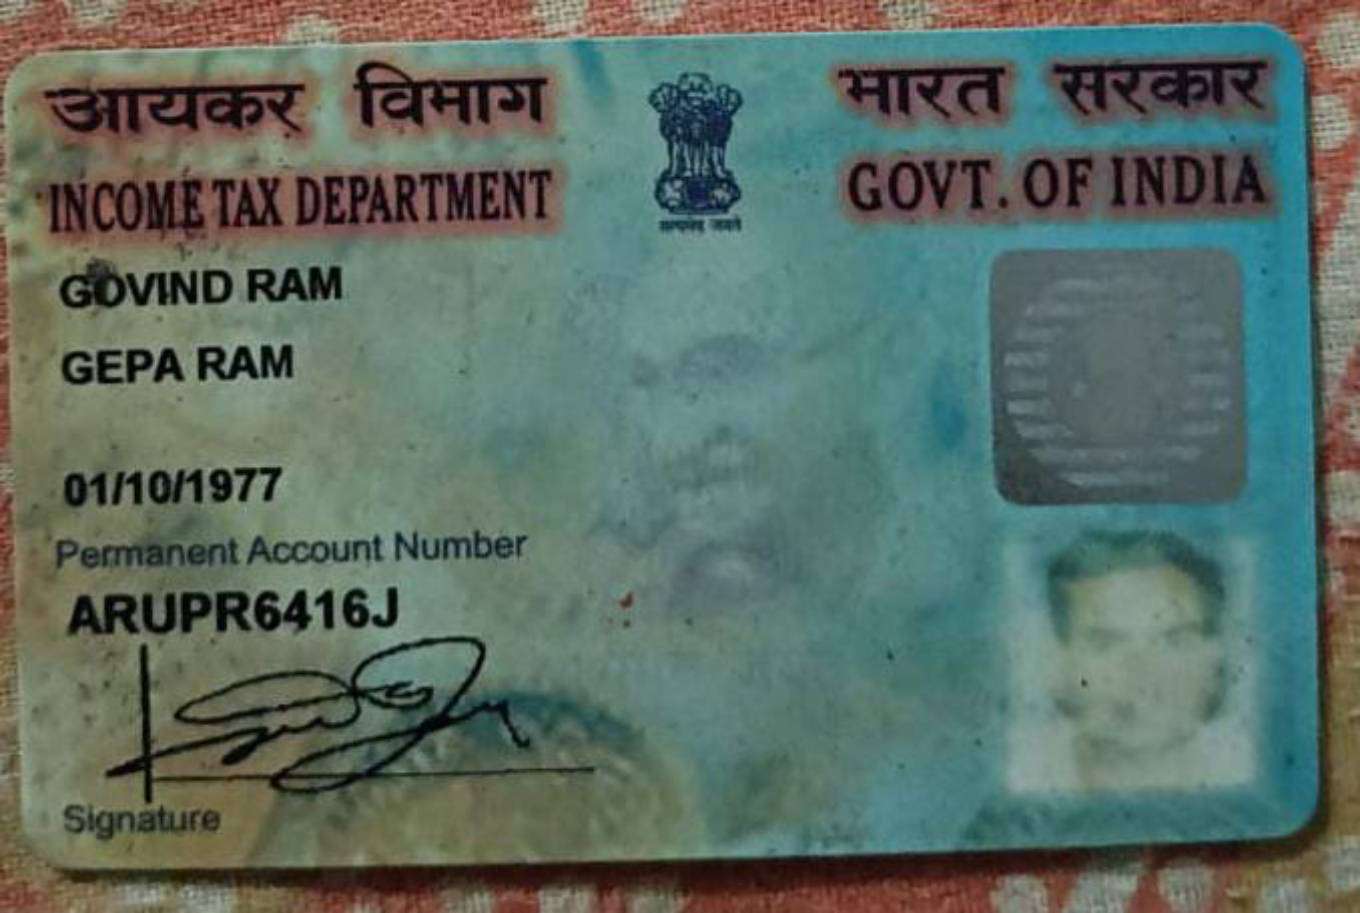 आयकर विभाग
भारत सरकार
INCOME TAX DEPARTMENT
GOVT. OF INDIA
सत्यमेव जयते
GOVIND RAM
GEPA RAM
01/10/1977
Permanent Account Number
ARUPR6416J
Signature